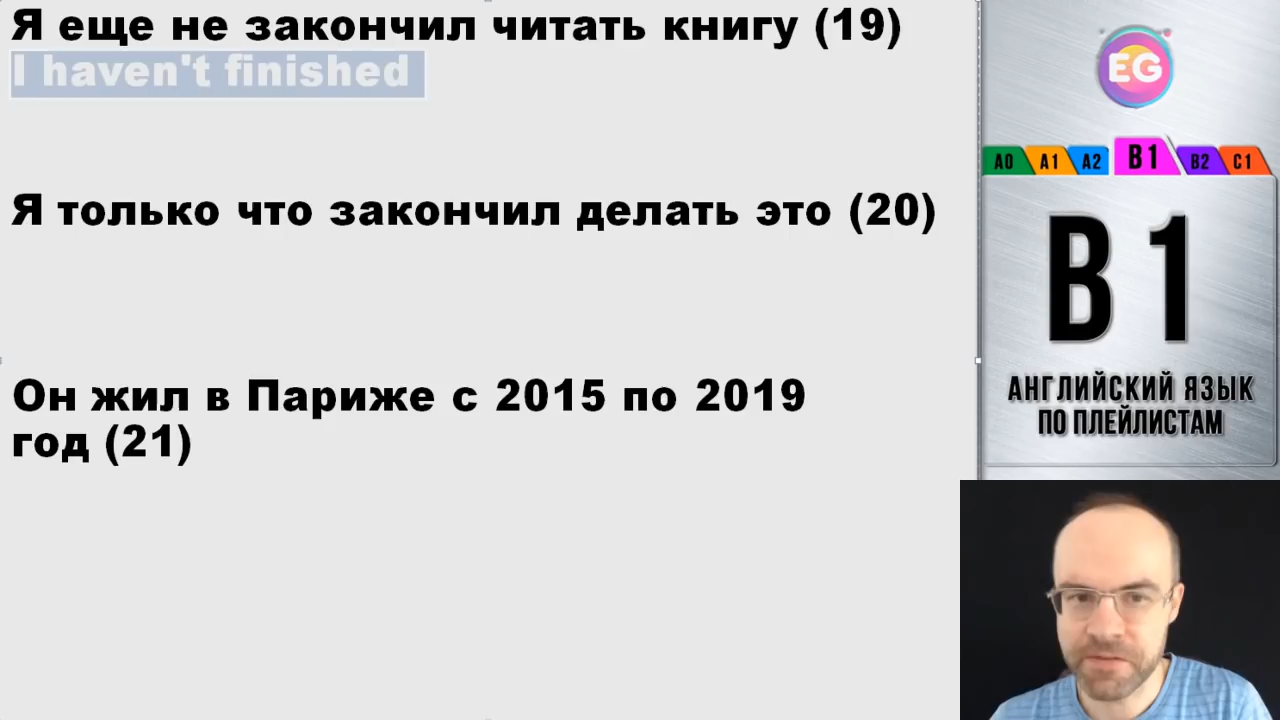 Я еще не закончил читать книгу (19)
I haven't finished
Я только что закончил делать это (20)
Он жил в Париже с 2015 по 2019
год (21)
EG
A0 A1 A2 B1 B2 C1
B1
АНГЛИЙСКИЙ ЯЗЫК
ПО ПЛЕЙЛИСТАМ